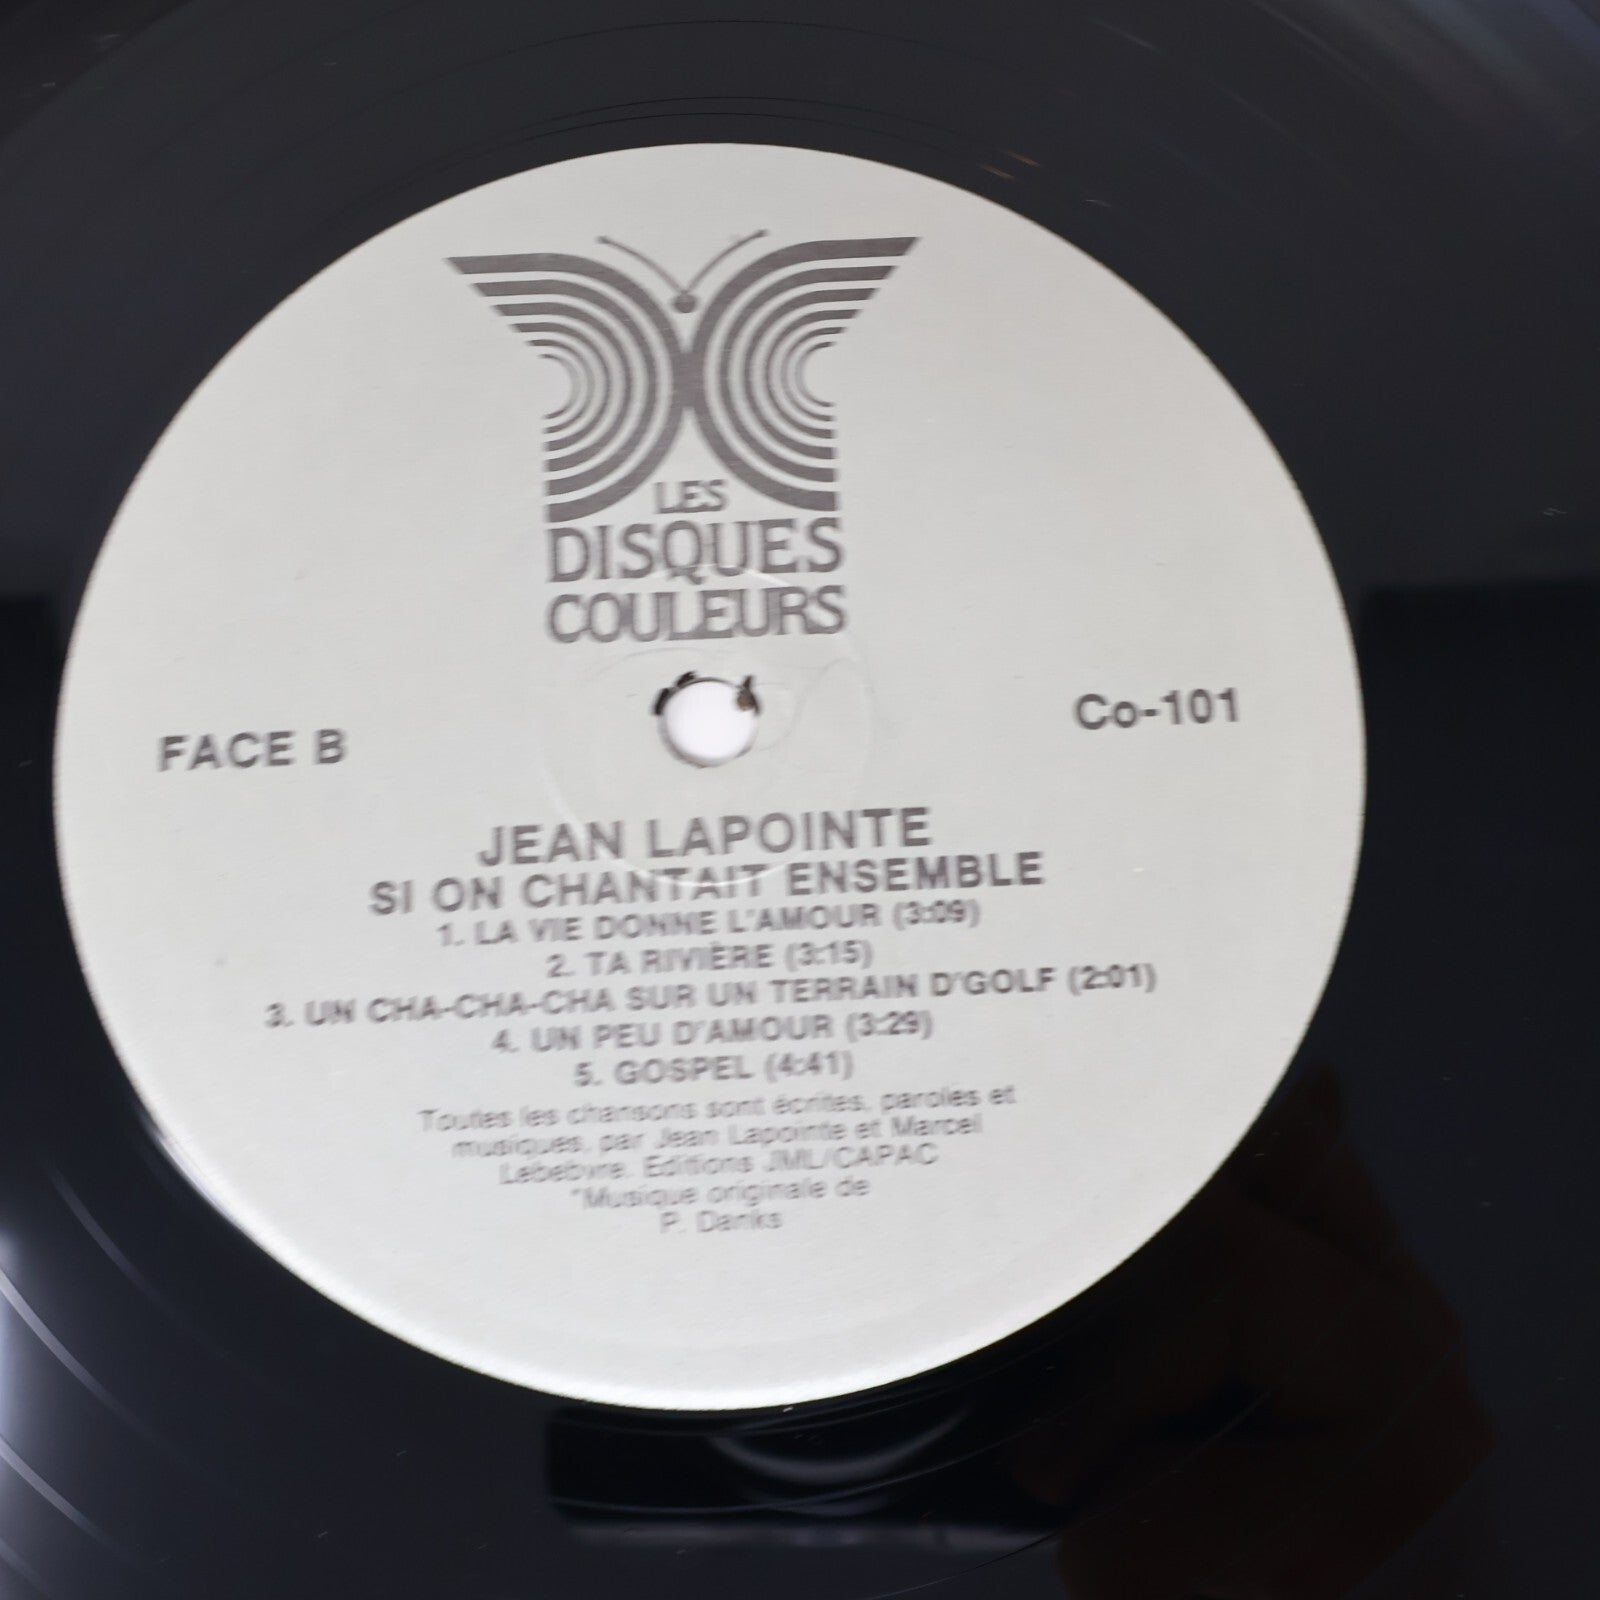 LES
DISQUES
COULEURS
FACE B
Co-101
JEAN LAPOINTE
SI ON CHANTAIT ENSEMBLE
1. LA VIE DONNE L'AMOUR (3:09)
2. TA RIVIÈRE (3:15)
3. UN CHA-CHA-CHA SUR UN TERRAIN D'GOLF (2:01)
4. UN PEU D'AMOUR (3:29)
5. GOSPEL (4:41)
Toutes les chansons sont écrites, paroles et
musiques, par Jean Lapointe et Marcel
Lebebvre. Editions JML/CAPAC
*Musique originale de
P. Danks